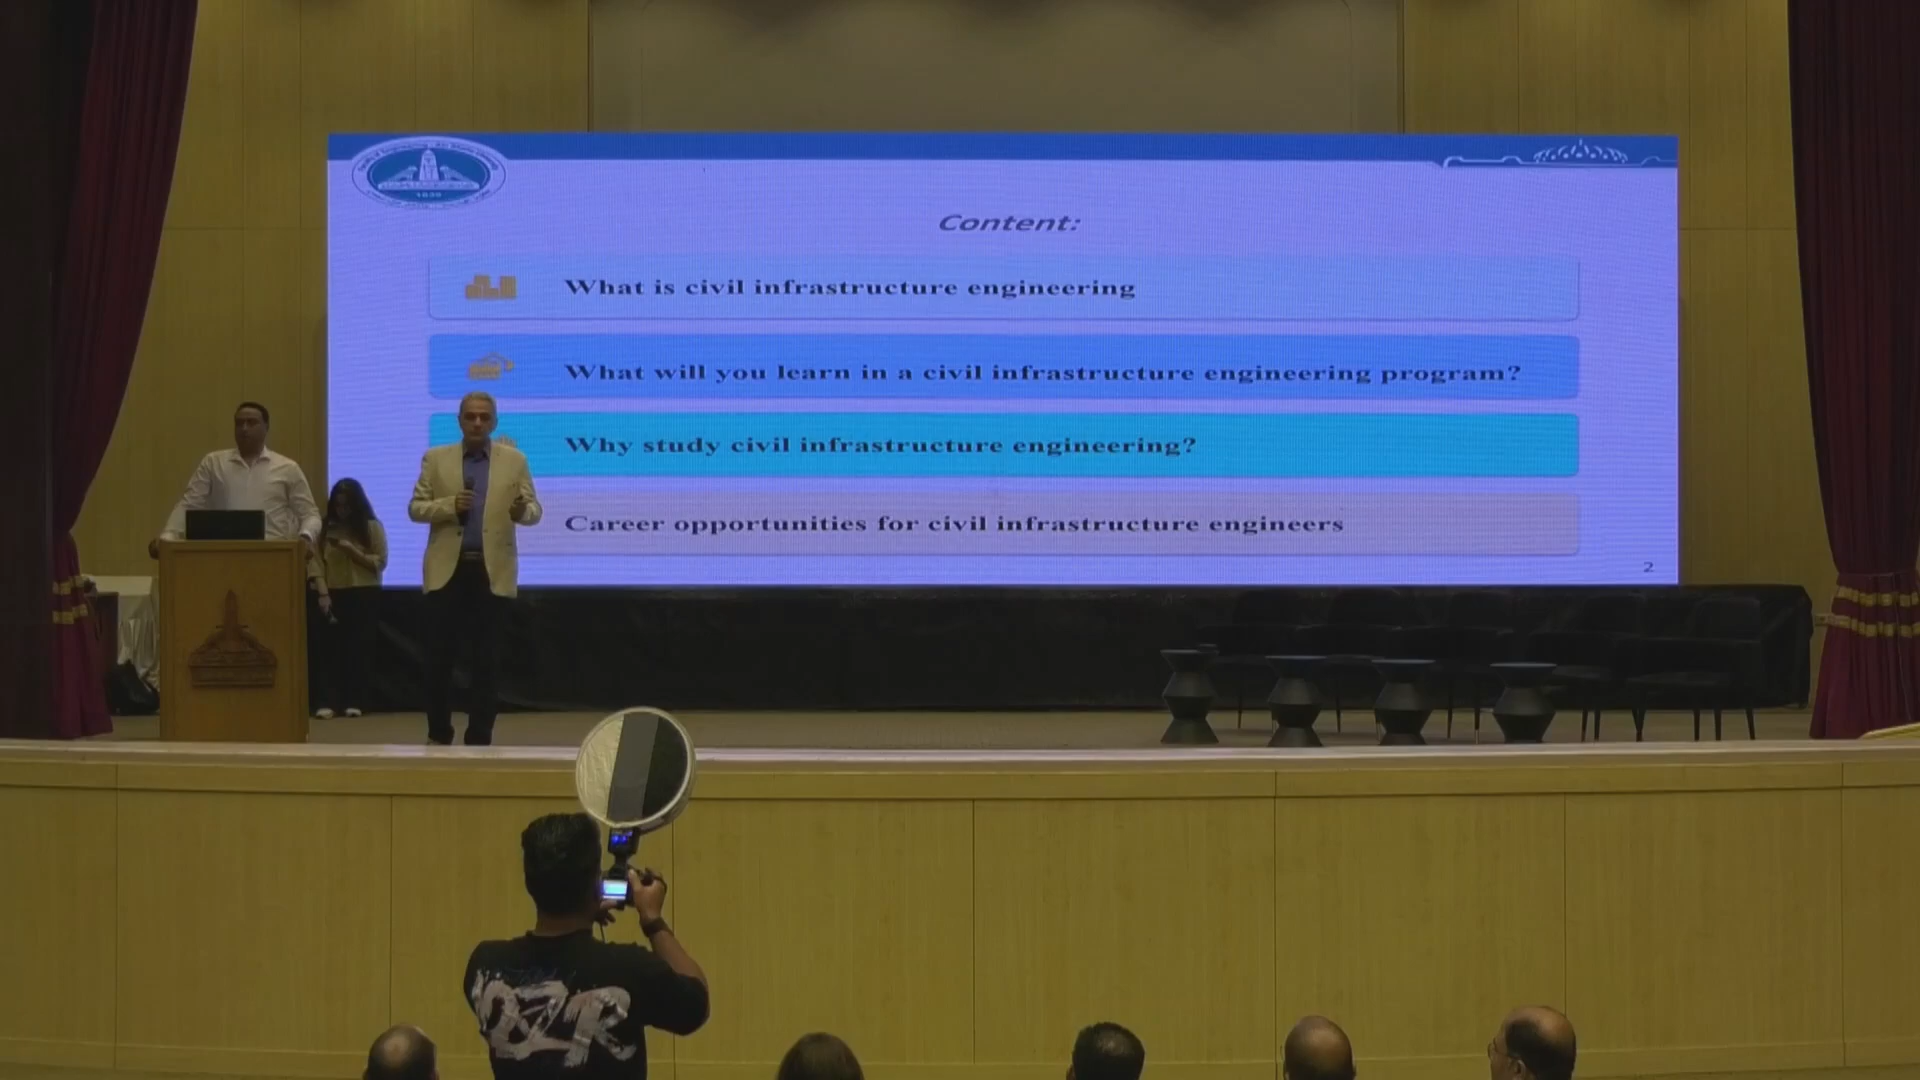 1839
Content:
What is civil infrastructure engineering
What will you learn in a civil infrastructure engineering program?
Why study civil infrastructure engineering?
Career opportunities for civil infrastructure engineers
2